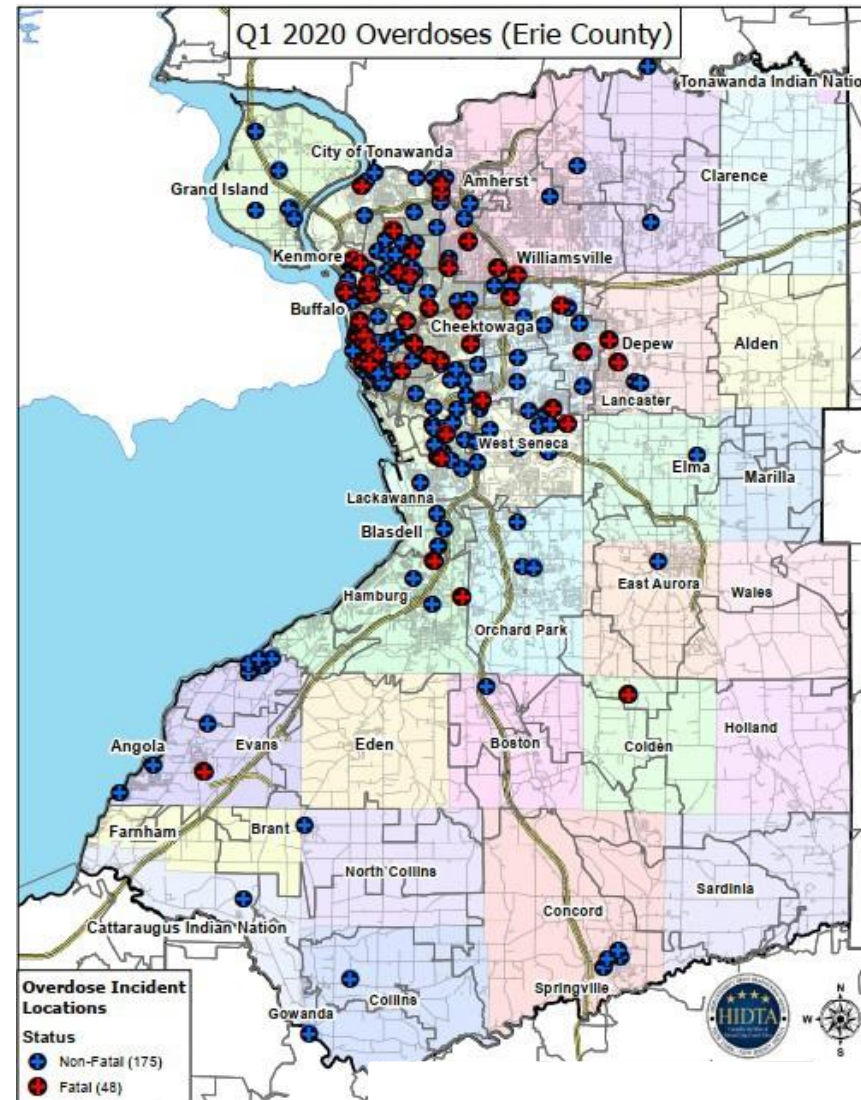 Q1 2020 Overdoses (Erie County)
Tonawanda Indian Natio
City of Tonawanda
Amherst
Clarence
Grand Island
Kenmore
Williamsville
Buffalo
Cheektowaga
Depew
Alden
Lancaster
West Seneca
Elma
Marilla
Lackawanna
Blasdell
East Aurora
Wales
Hamburg
Orchard Park
Angola
Evans
Eden
Boston
Colden
Holland
Farnham
Brant
North Collins
Sardinia
Concord
Cattaraugus Indian Nation
Springville
Collins
Gowanda
Overdose Incident
Locations
Status
Non-Fatal (175)
Fatal (48)
HIDTA
N
W
E
S